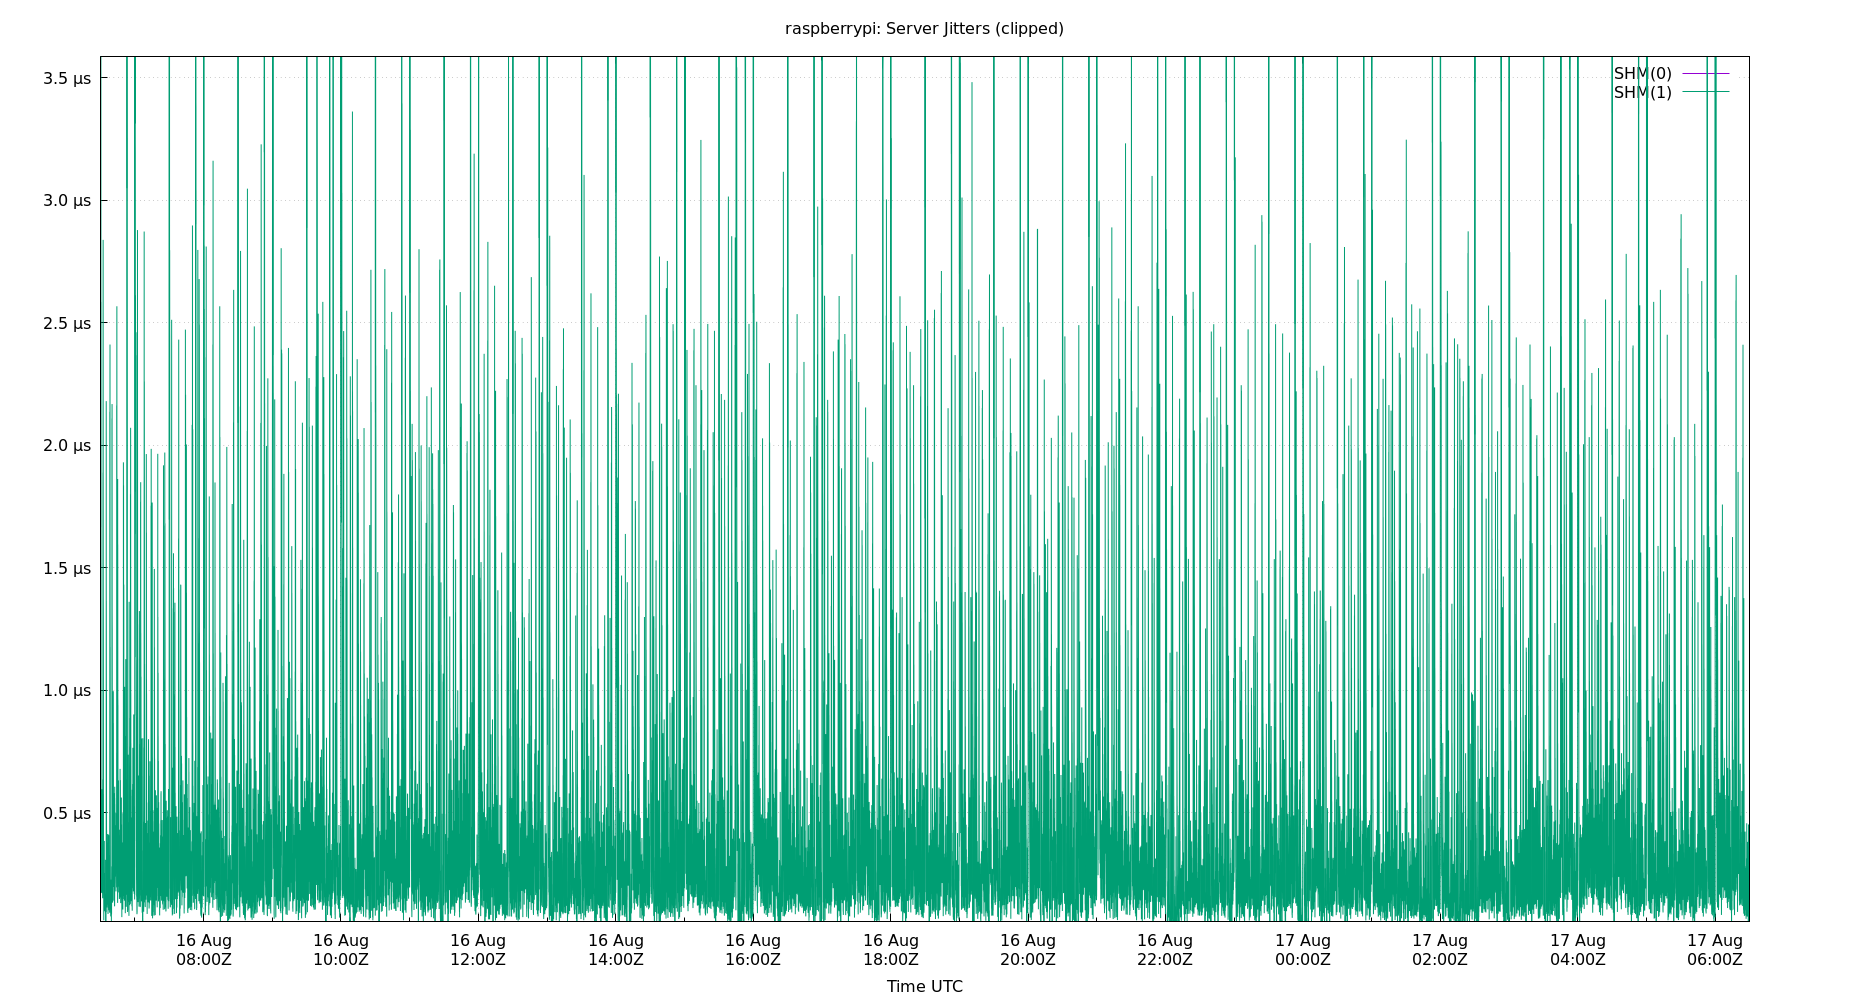 raspberrypi: Server Jitters (clipped)
3.5 μs
3.0 μs
2.5 μs
2.0 μs
1.5 μs
1.0 μs
0.5 μs
SHM(0)
SHM(1)
16 Aug 16 Aug 16 Aug 16 Aug 16 Aug 16 Aug 16 Aug 16 Aug 17 Aug 17 Aug 17 Aug 17 Aug
08:00Z 10:00Z 12:00Z 14:00Z 16:00Z 18:00Z 20:00Z 22:00Z 00:00Z 02:00Z 04:00Z 06:00Z
Time UTC